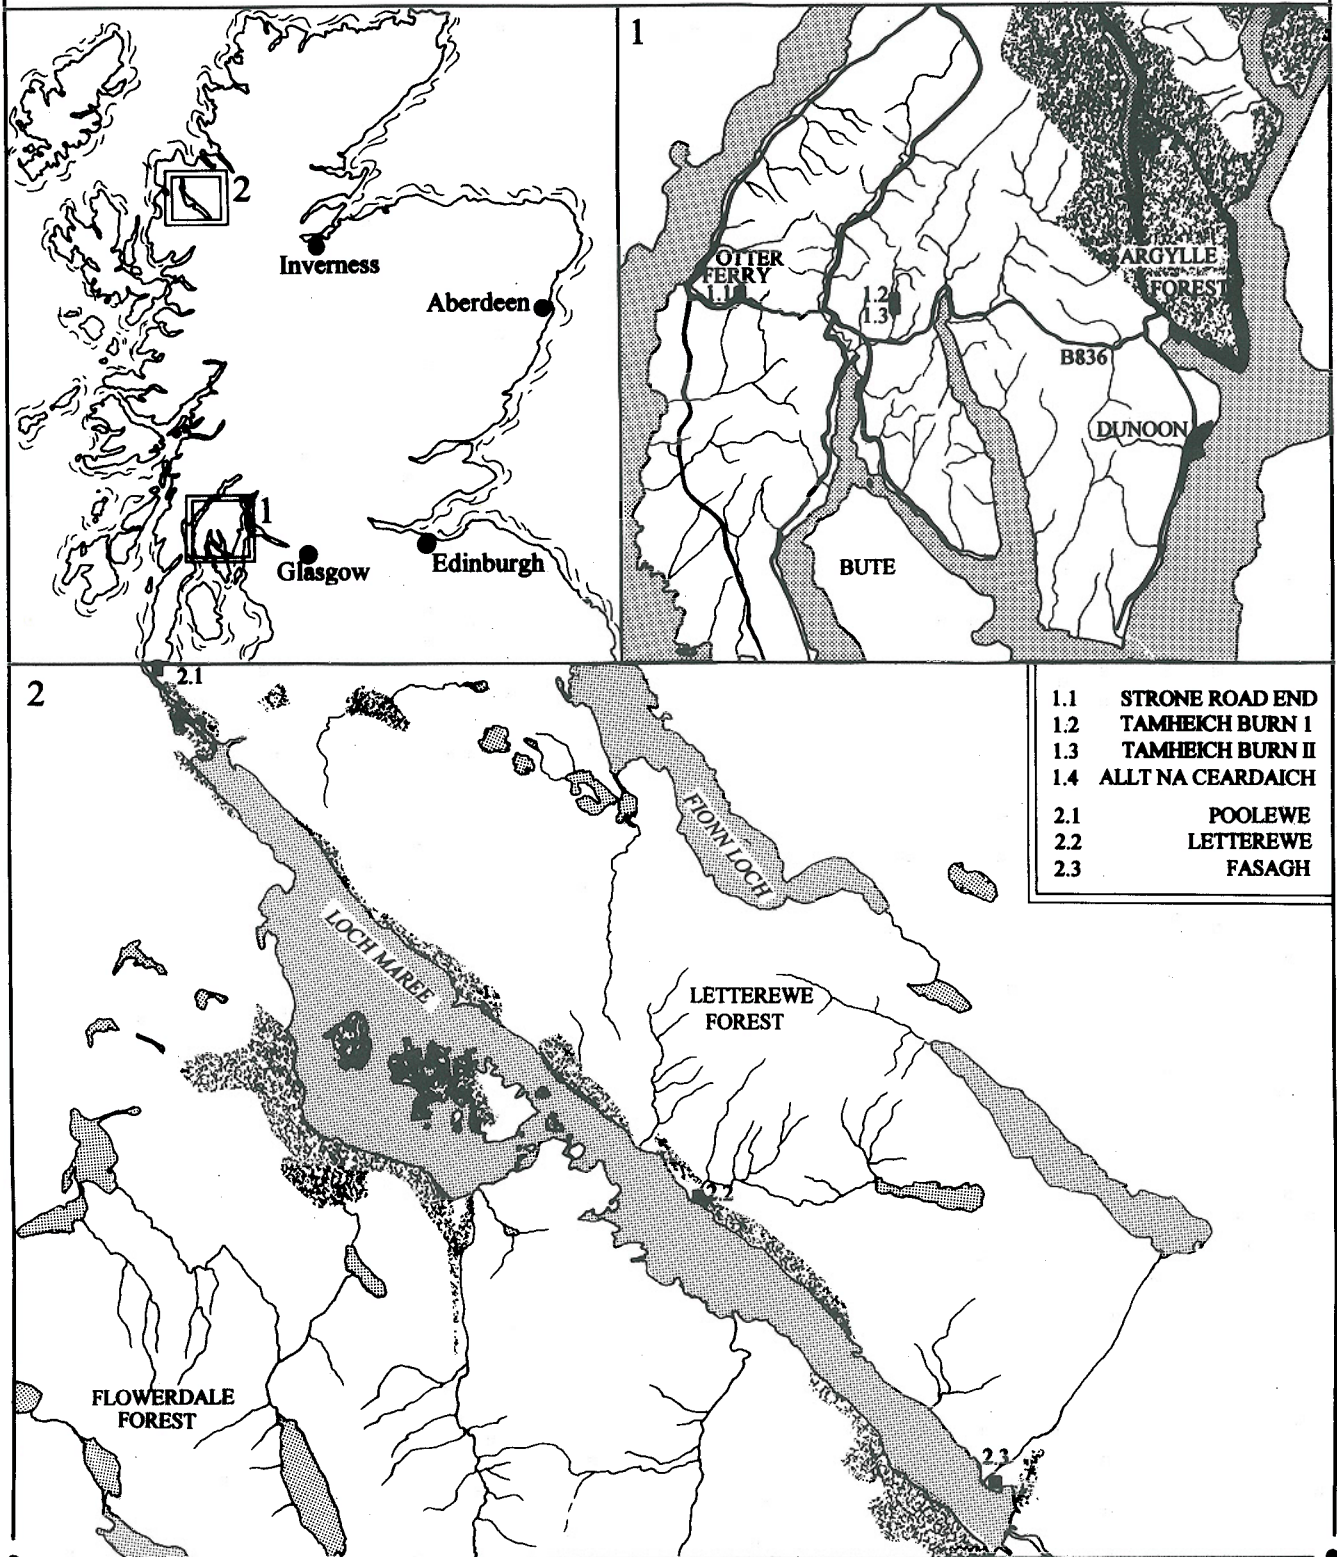 2
Inverness
Aberdeen
1
Glasgow
Edinburgh
1
OTTER
FERRY
1.1
1.2
1.3
ARGYLLE
FOREST
B836
DUNOON
BUTE
2
2.1
1.1 STRONE ROAD END
1.2 TAMHEICH BURN I
1.3 TAMHEICH BURN II
1.4 ALLT NA CEARDAICH
2.1 POOLEWE
2.2 LETTEREWE
2.3 FASAGH
FIONN LOCH
LOCH MAREE
LETTEREWE
FOREST
2.2
FLOWERDALE
FOREST
2.3